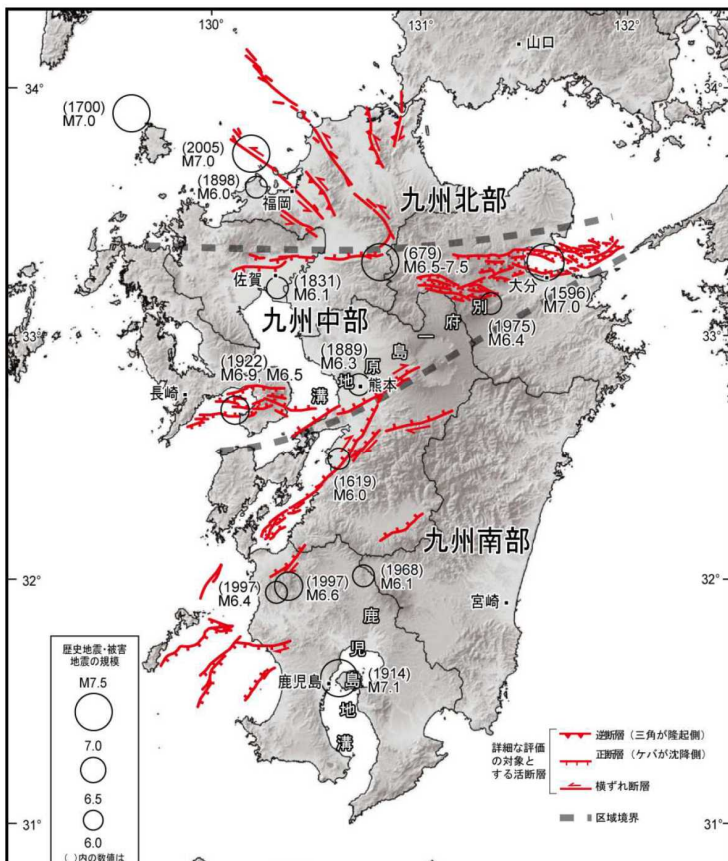 130°
131°
132°
34°
34°
山口
(1700)
M7.0
(2005)
M7.0
(1898)
M6.0
福岡
九州北部
(679)
M6.5-7.5
佐賀
(1831)
M6.1
大分
(1596)
M7.0
九州中部
別
府
一
島
原
地
溝
(1975)
M6.4
33°
33°
(1889)
M6.3
熊本
(1922)
M6.9, M6.5
長崎
(1619)
M6.0
九州南部
32°
32°
(1997)
M6.4
(1997)
M6.6
(1968)
M6.1
宮崎
鹿
児
島
地
溝
鹿児島
(1914)
M7.1
歴史地震・被害
地震の規模
M7.5
7.0
6.5
6.0
( )内の数値は
詳細な評価
の対象と
する活断層
逆断層(三角が隆起側)
正断層(ケバが沈降側)
横ずれ断層
区域境界
31°
31°